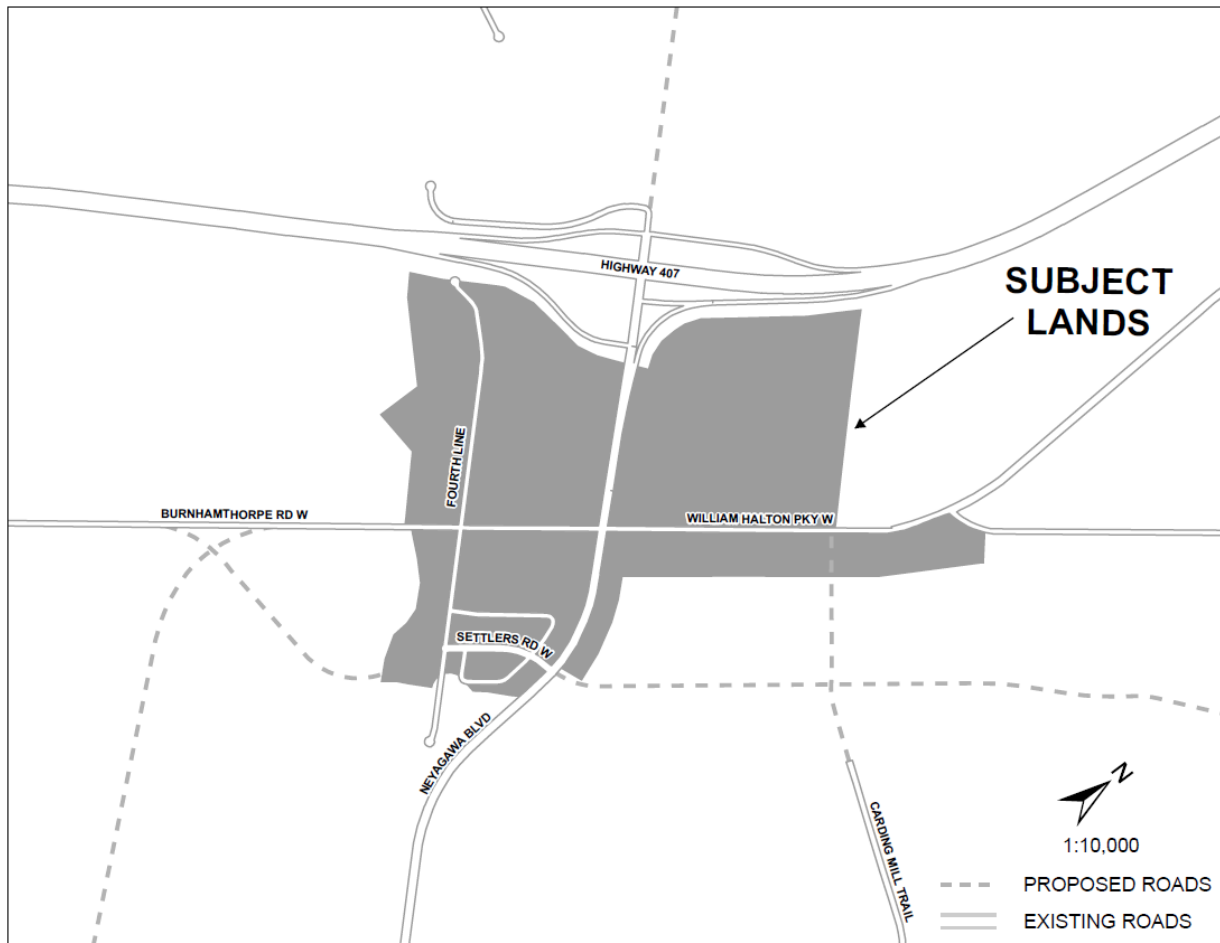 HIGHWAY 407
SUBJECT
LANDS
FOURTH LINE
BURNHAMTHORPE RD W
WILLIAM HALTON PKY W
SETTLERS RD W
NEYAGAWA BLVD
CARDING MILL TRAIL
N
1:10,000
PROPOSED ROADS
EXISTING ROADS